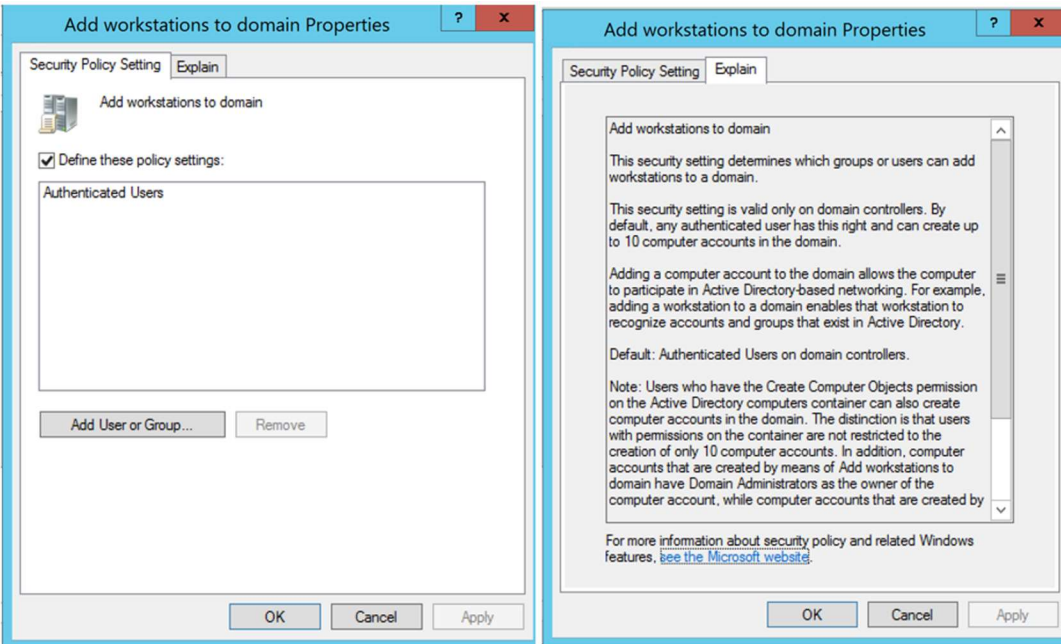 Add workstations to domain Properties
? x
Security Policy Setting Explain
Add workstations to domain
Define these policy settings:
Authenticated Users
Add User or Group... Remove
OK Cancel Apply
Add workstations to domain Properties
? x
Security Policy Setting Explain
Add workstations to domain
This security setting determines which groups or users can add
workstations to a domain.
This security setting is valid only on domain controllers. By
default, any authenticated user has this right and can create up
to 10 computer accounts in the domain.
Adding a computer account to the domain allows the computer
to participate in Active Directory-based networking. For example,
adding a workstation to a domain enables that workstation to
recognize accounts and groups that exist in Active Directory.
Default: Authenticated Users on domain controllers.
Note: Users who have the Create Computer Objects permission
on the Active Directory computers container can also create
computer accounts in the domain. The distinction is that users
with permissions on the container are not restricted to the
creation of only 10 computer accounts. In addition, computer
accounts that are created by means of Add workstations to
domain have Domain Administrators as the owner of the
computer account, while computer accounts that are created by
For more information about security policy and related Windows
features, see the Microsoft website.
OK Cancel Apply